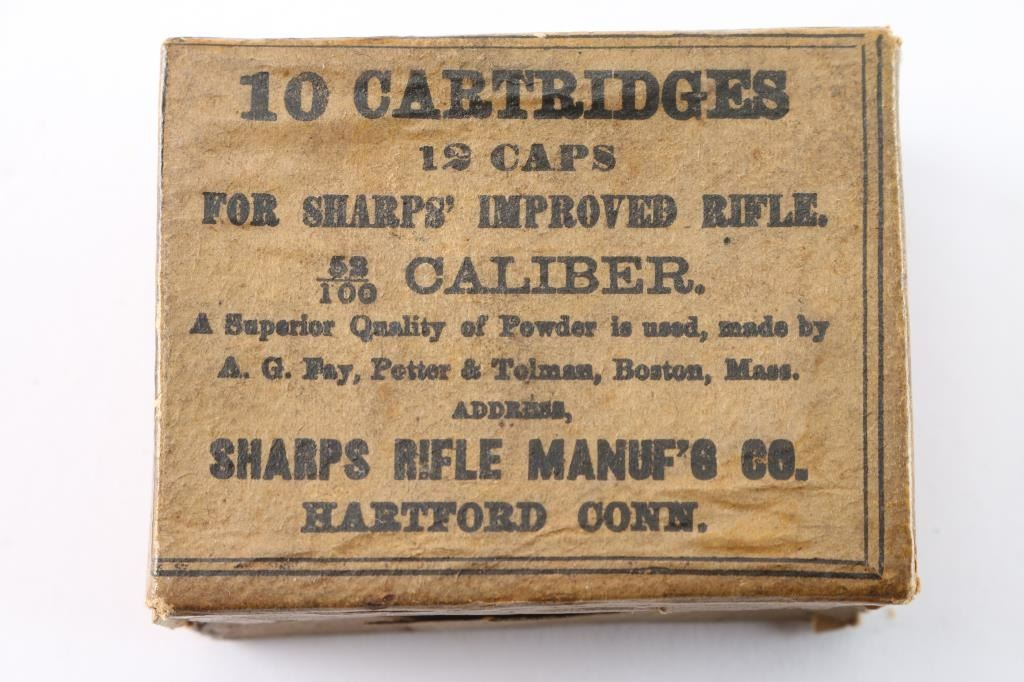 10 CARTRIDGES
12 CAPS
FOR SHARPS' IMPROVED RIFLE.
52/100 CALIBER.
A Superior Quality of Powder is used, made by
A. G. Fay, Potter & Tolman, Boston, Mass.
ADDRESS,
SHARPS RIFLE MANUF'G CO.
HARTFORD CONN.